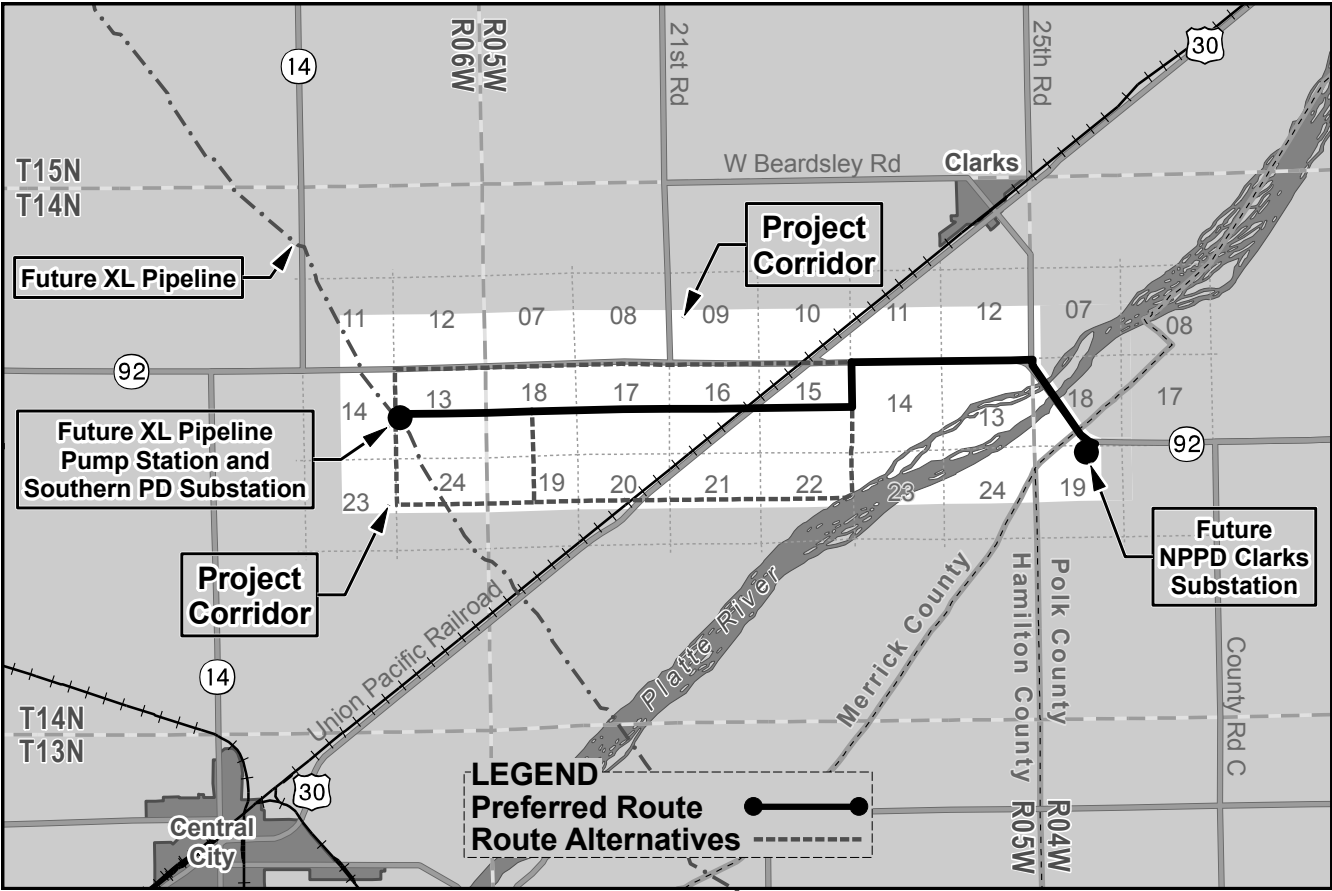 30
14
R06W
R05W
21st Rd
25th Rd
T15N
T14N
W Beardsley Rd
Clarks
Project
Corridor
Future XL Pipeline
11
12
07
08
09
10
11
12
07
08
92
14
13
18
17
16
15
14
13
18
17
Future XL Pipeline
Pump Station and
Southern PD Substation
92
23
24
19
20
21
22
23
24
19
Future
NPPD Clarks
Substation
Project
Corridor
Union Pacific Railroad
Platte River
Merrick County
Hamilton County
Polk County
County Rd C
14
T14N
T13N
30
Central
City
LEGEND
Preferred Route
Route Alternatives
R05W
R04W